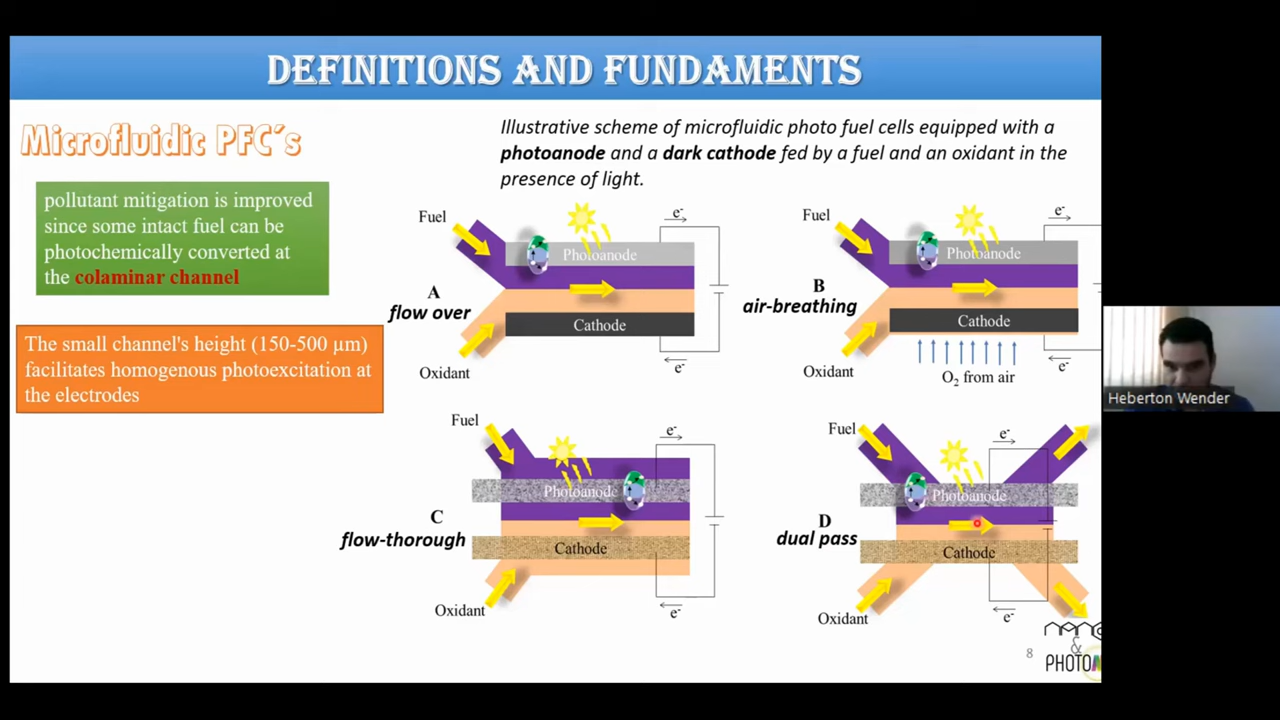 DEFINITIONS AND FUNDAMENTS
Microfluidic PFC´s
pollutant mitigation is improved
since some intact fuel can be
photochemically converted at
the colaminar channel
The small channel's height (150-500 µm)
facilitates homogenous photoexcitation at
the electrodes
Illustrative scheme of microfluidic photo fuel cells equipped with a
photoanode and a dark cathode fed by a fuel and an oxidant in the
presence of light.
Fuel
e-
Photoanode
A
flow over
Cathode
Oxidant
e-
Fuel
e-
Photoanode
B
air-breathing
Cathode
Oxidant
O2 from air
e-
Fuel
e-
Photoanode
C
flow-thorough
Cathode
Oxidant
e-
Fuel
e-
Photoanode
D
dual pass
Cathode
Oxidant
e-
8
&
PHOTO
Heberton Wender